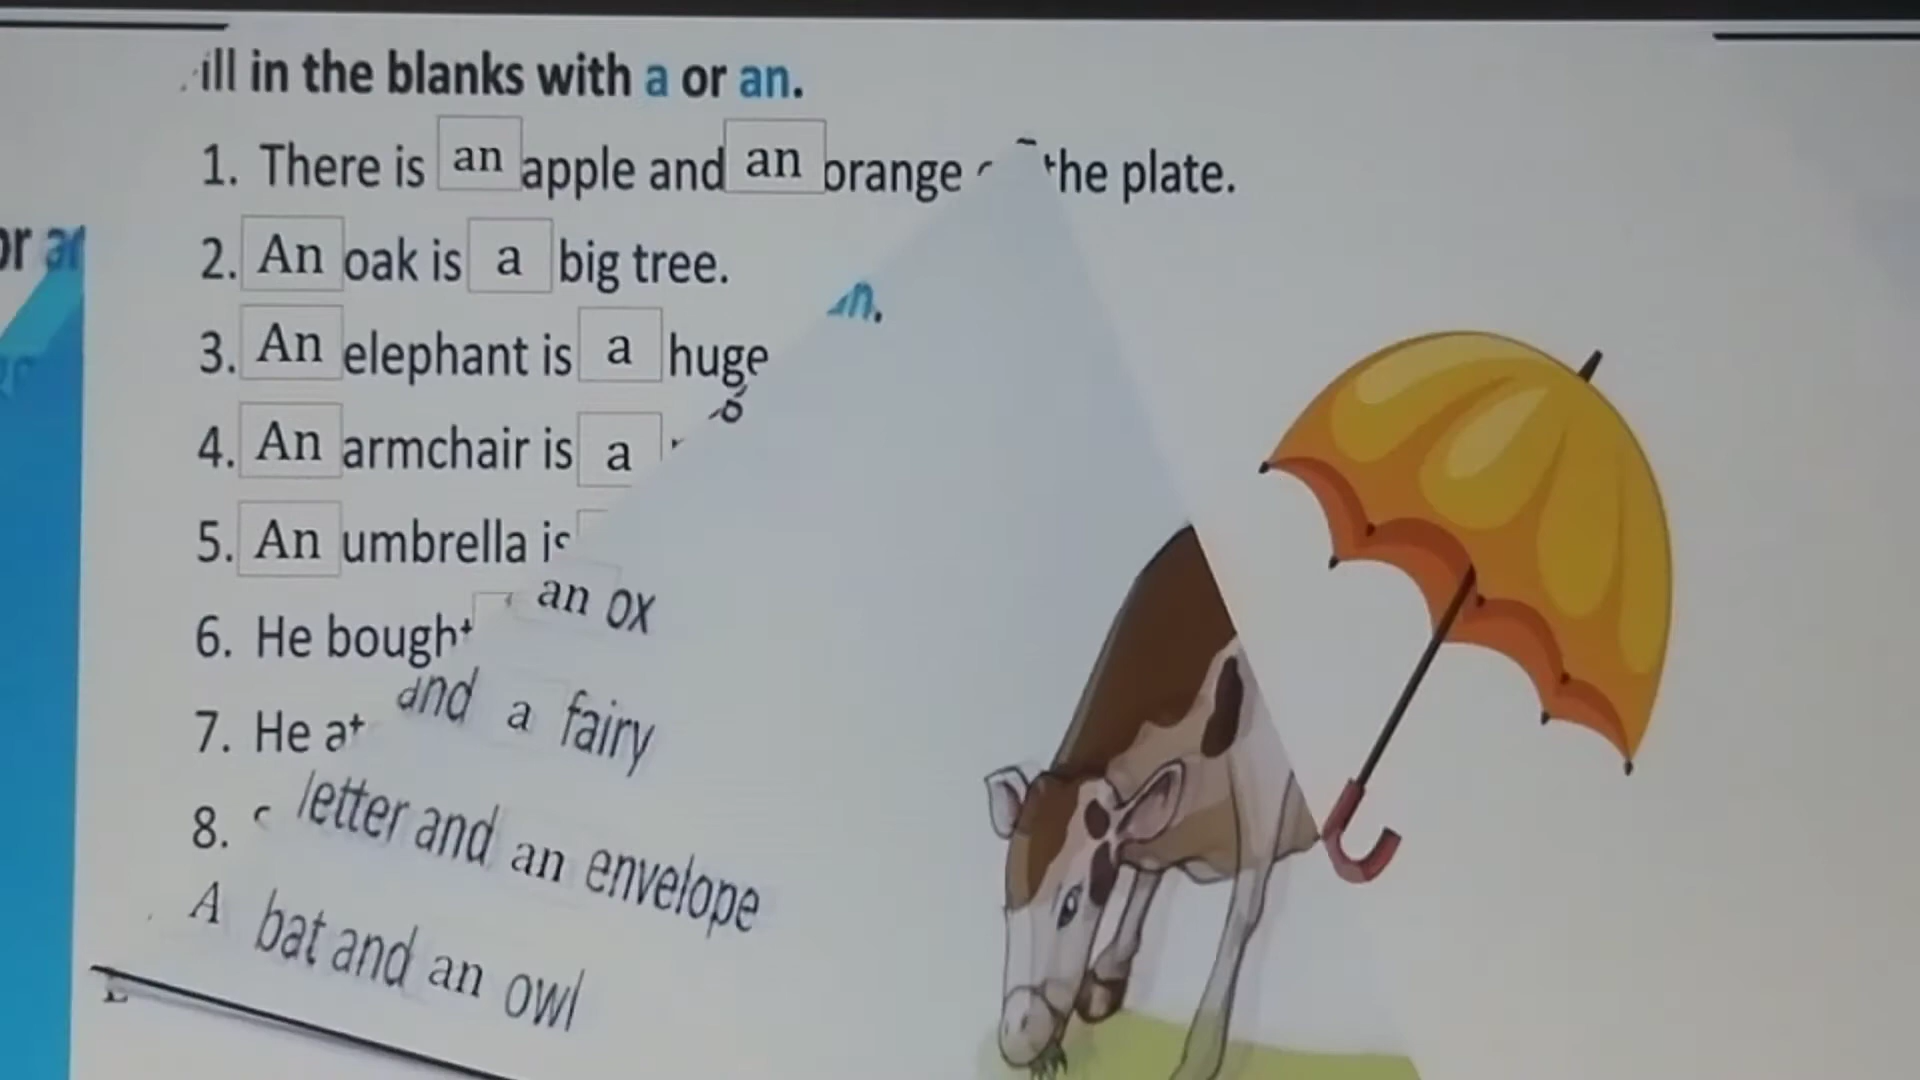 ill in the blanks with a or an.
1. There is an apple and an orange the plate.
2. An oak is a big tree.
3. An elephant is a huge
4. An armchair is a
5. An umbrella is
6. He bought
an ox
7. He
and a fairy
8.
letter and an envelope
A bat and an owl